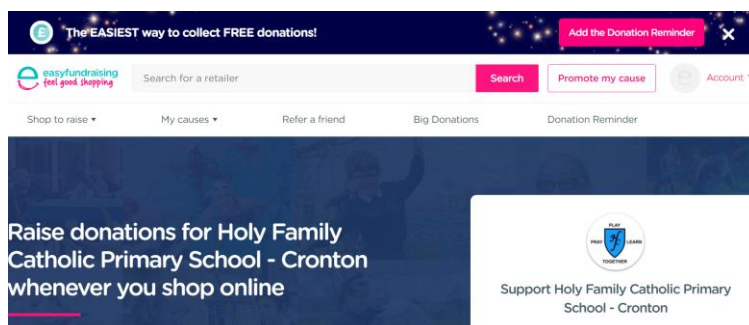 The EASIEST way to collect FREE donations!
Add the Donation Reminder
easyfundraising
feel good shopping
Search for a retailer
Search
Promote my cause
Account
Shop to raise
My causes
Refer a friend
Big Donations
Donation Reminder
Raise donations for Holy Family
Catholic Primary School - Cronton
whenever you shop online
PLAY
PRAY
LEARN
TOGETHER
Support Holy Family Catholic Primary
School - Cronton